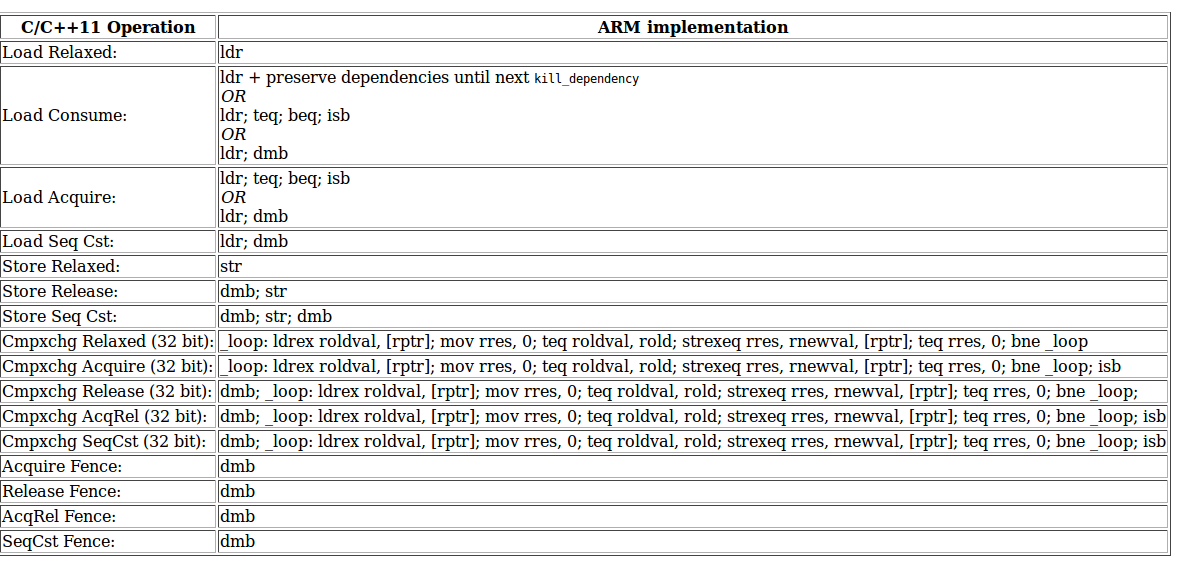 C/C++11 Operation ARM implementation
Load Relaxed: ldr
Load Consume: ldr + preserve dependencies until next kill_dependency
OR
ldr; teq; beq; isb
OR
ldr; dmb
Load Acquire: ldr; teq; beq; isb
OR
ldr; dmb
Load Seq Cst: ldr; dmb
Store Relaxed: str
Store Release: dmb; str
Store Seq Cst: dmb; str; dmb
Cmpxchg Relaxed (32 bit): _loop: ldrex roldval, [rptr]; mov rres, 0; teq roldval, rold; strexeq rres, rnewval, [rptr]; teq rres, 0; bne _loop
Cmpxchg Acquire (32 bit): _loop: ldrex roldval, [rptr]; mov rres, 0; teq roldval, rold; strexeq rres, rnewval, [rptr]; teq rres, 0; bne _loop; isb
Cmpxchg Release (32 bit): dmb; _loop: ldrex roldval, [rptr]; mov rres, 0; teq roldval, rold; strexeq rres, rnewval, [rptr]; teq rres, 0; bne _loop;
Cmpxchg AcqRel (32 bit): dmb; _loop: ldrex roldval, [rptr]; mov rres, 0; teq roldval, rold; strexeq rres, rnewval, [rptr]; teq rres, 0; bne _loop; isb
Cmpxchg SeqCst (32 bit): dmb; _loop: ldrex roldval, [rptr]; mov rres, 0; teq roldval, rold; strexeq rres, rnewval, [rptr]; teq rres, 0; bne _loop; isb
Acquire Fence: dmb
Release Fence: dmb
AcqRel Fence: dmb
SeqCst Fence: dmb